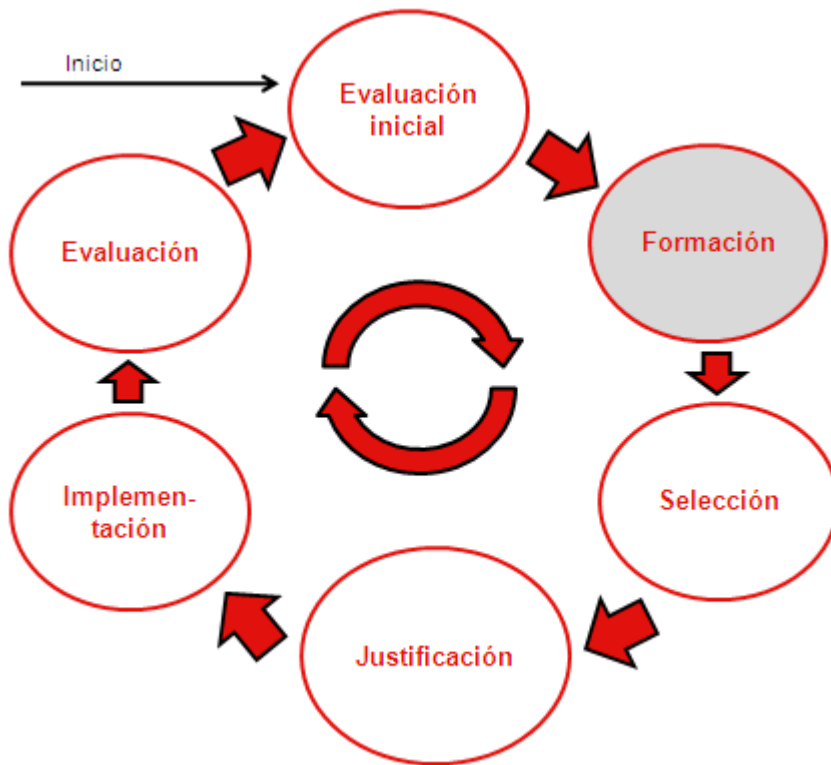 Inicio
Evaluación
inicial
Formación
Selección
Justificación
Implemen-
tación
Evaluación